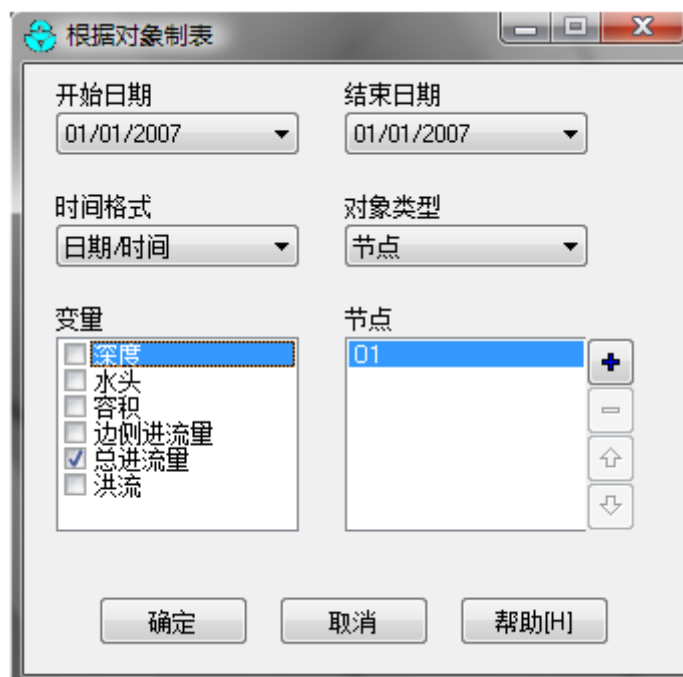 根据对象制表
开始日期
结束日期
01/01/2007
01/01/2007
时间格式
对象类型
日期/时间
节点
变量
节点
深度
水头
容积
边侧进流量
总进流量
洪流
O1
确定
取消
帮助[H]